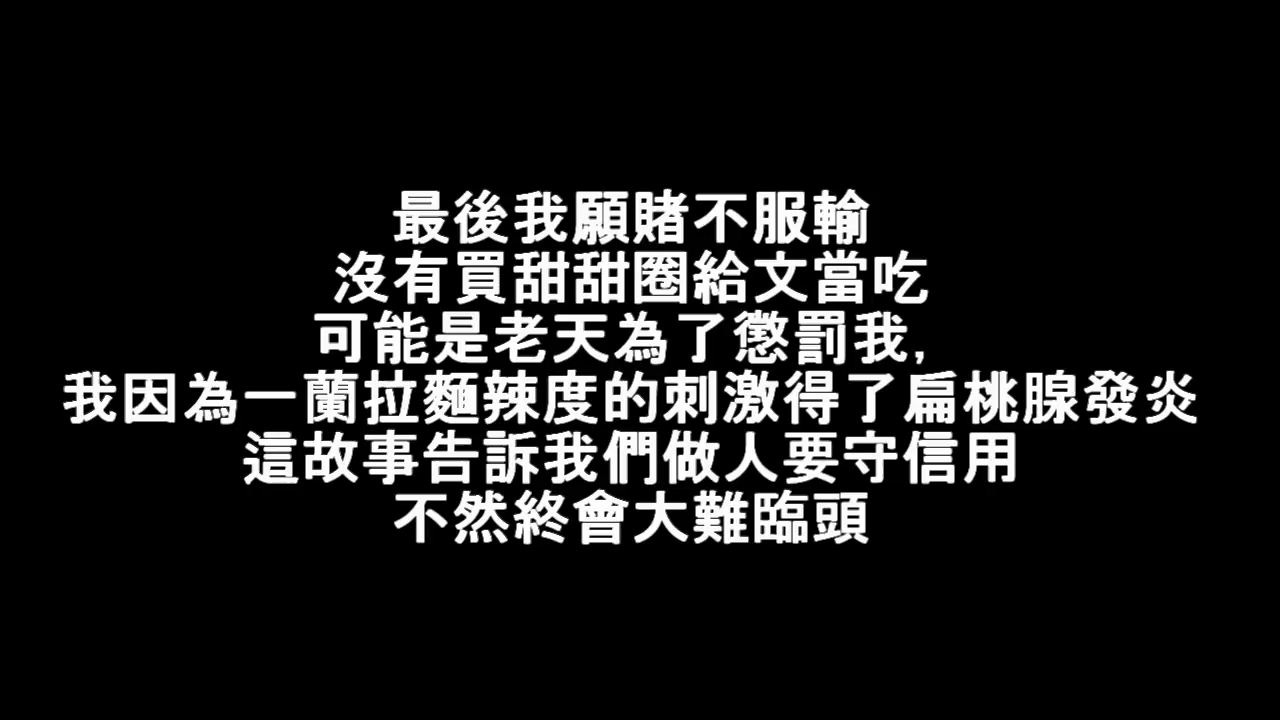 最後我願賭不服輸
沒有買甜甜圈給文當吃
可能是老天為了懲罰我,
我因為一蘭拉麵辣度的刺激得了扁桃腺發炎
這故事告訴我們做人要守信用
不然終會大難臨頭